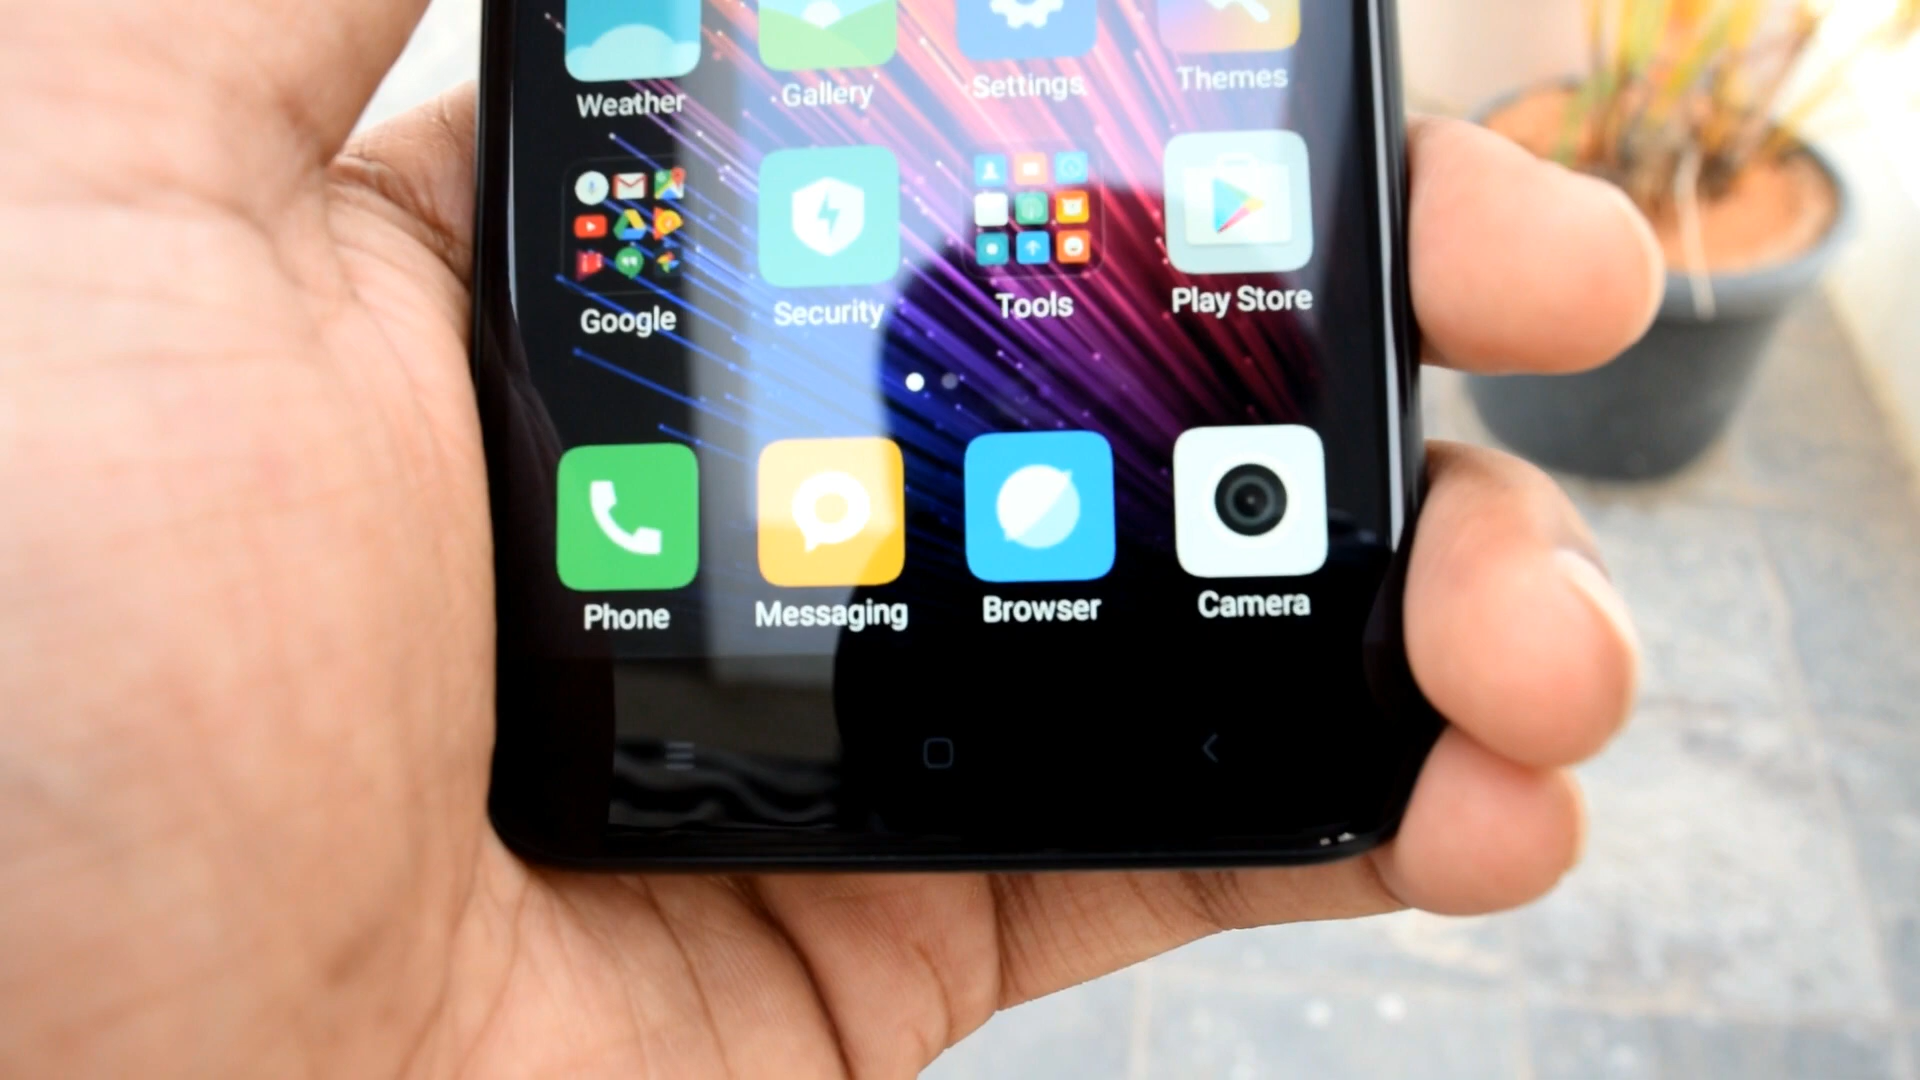 Weather
Gallery
Settings
Themes
Google
Security
Tools
Play Store
Phone
Messaging
Browser
Camera